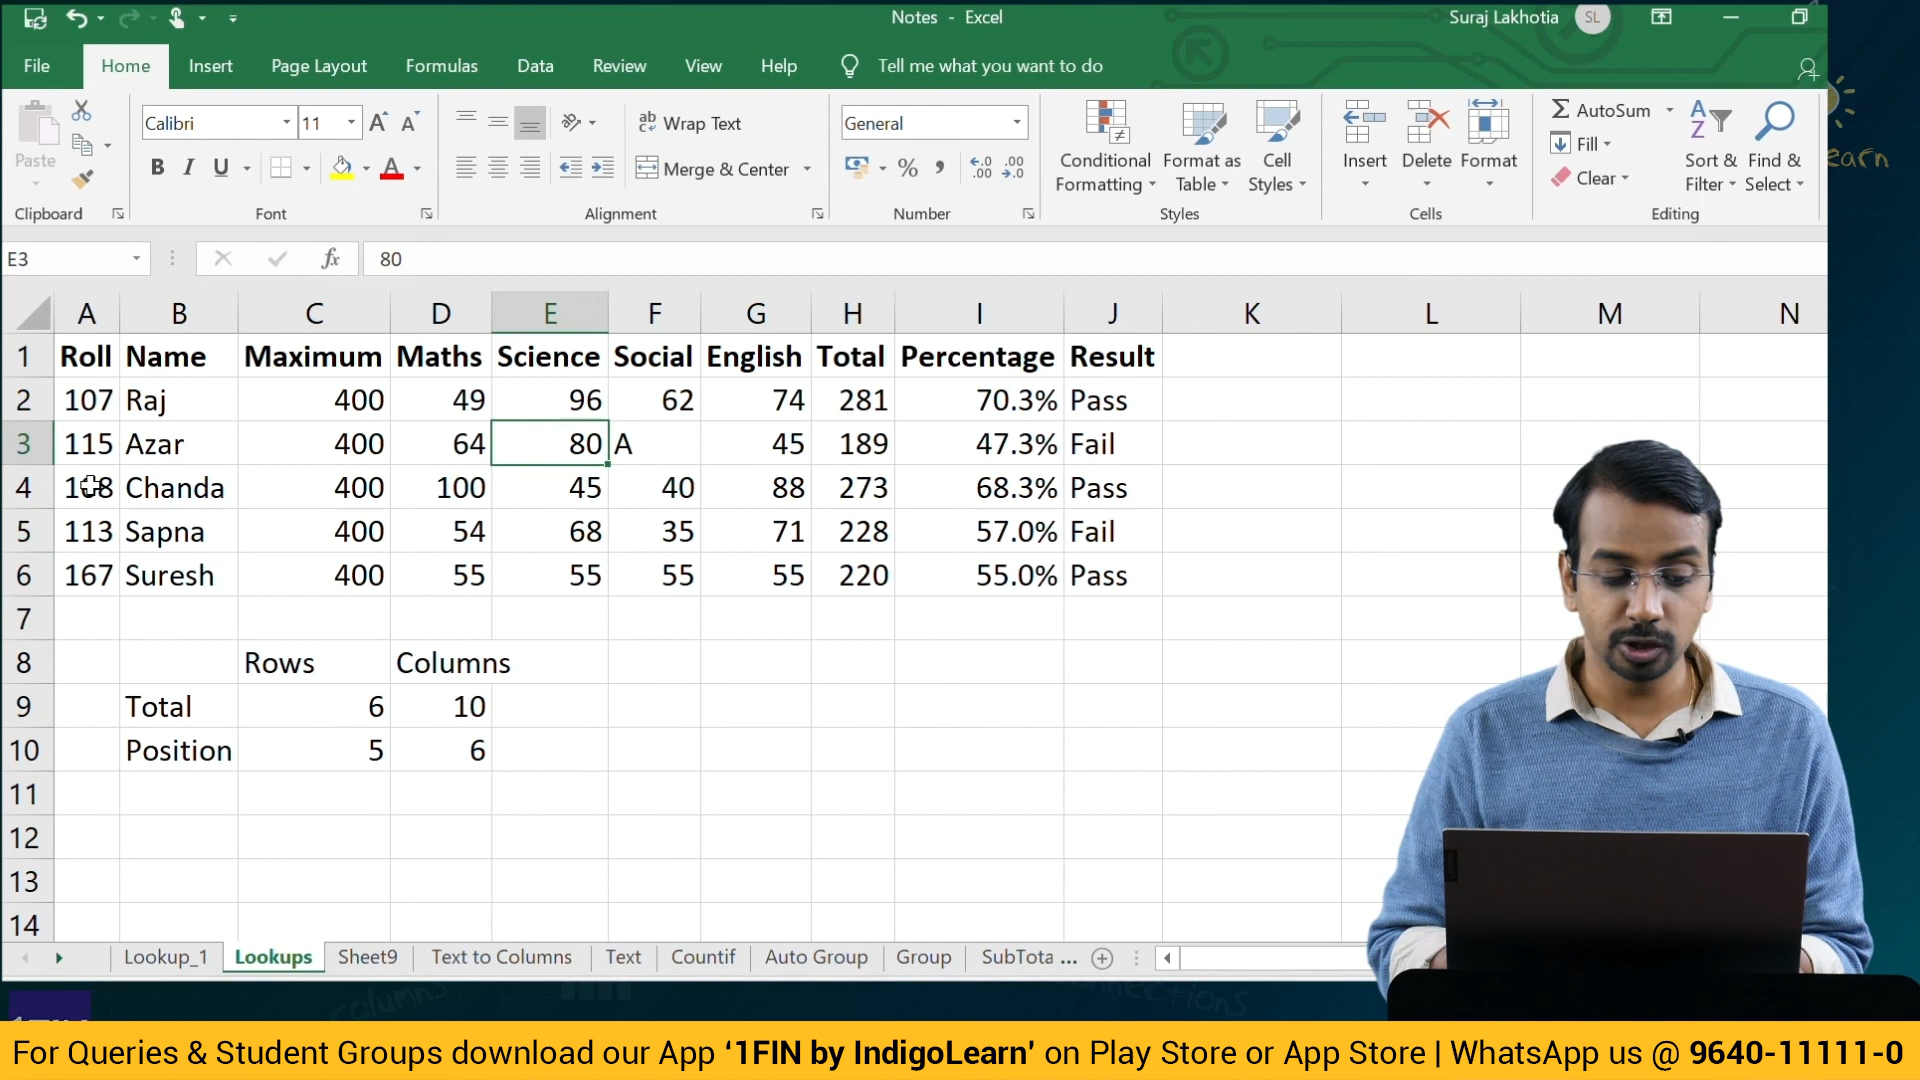 Notes - Excel
Suraj Lakhotia SL
File Home Insert Page Layout Formulas Data Review View Help Tell me what you want to do
Paste
Clipboard
Calibri 11
B I U
Font
Wrap Text
Merge & Center
Alignment
General
Number
Conditional Formatting
Format as Table
Cell Styles
Styles
Insert Delete Format
Cells
AutoSum
Fill
Clear
Sort & Filter
Find & Select
Editing
E3 fx 80
A B C D E F G H I J K L M N
1 Roll Name Maximum Maths Science Social English Total Percentage Result
2 107 Raj 400 49 96 62 74 281 70.3% Pass
3 115 Azar 400 64 80 A 45 189 47.3% Fail
4 Chanda 400 100 45 40 88 273 68.3% Pass
5 113 Sapna 400 54 68 35 71 228 57.0% Fail
6 167 Suresh 400 55 55 55 55 220 55.0% Pass
7
8 Rows Columns
9 Total 6 10
10 Position 5 6
11
12
13
14
Lookup_1 Lookups Sheet9 Text to Columns Text Countif Auto Group Group SubTota ...
For Queries & Student Groups download our App ‘1FIN by IndigoLearn' on Play Store or App Store | WhatsApp us @ 9640-11111-0